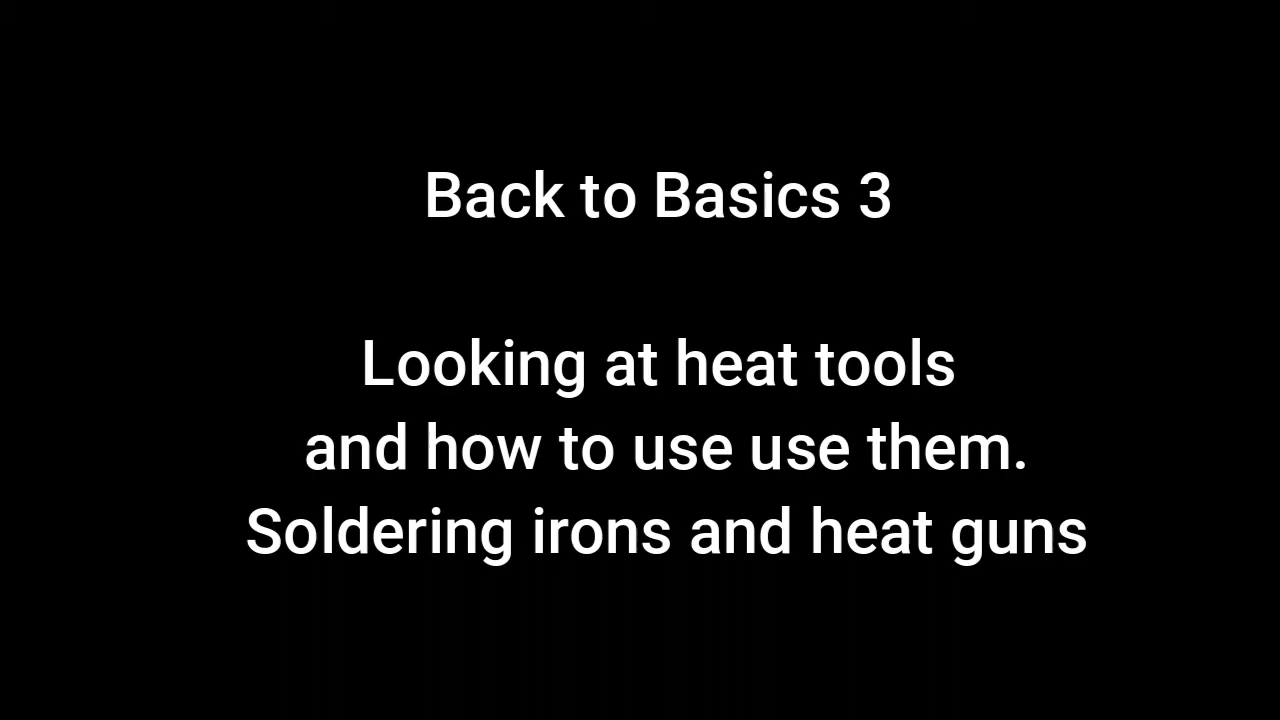 Back to Basics 3
Looking at heat tools
and how to use use them.
Soldering irons and heat guns